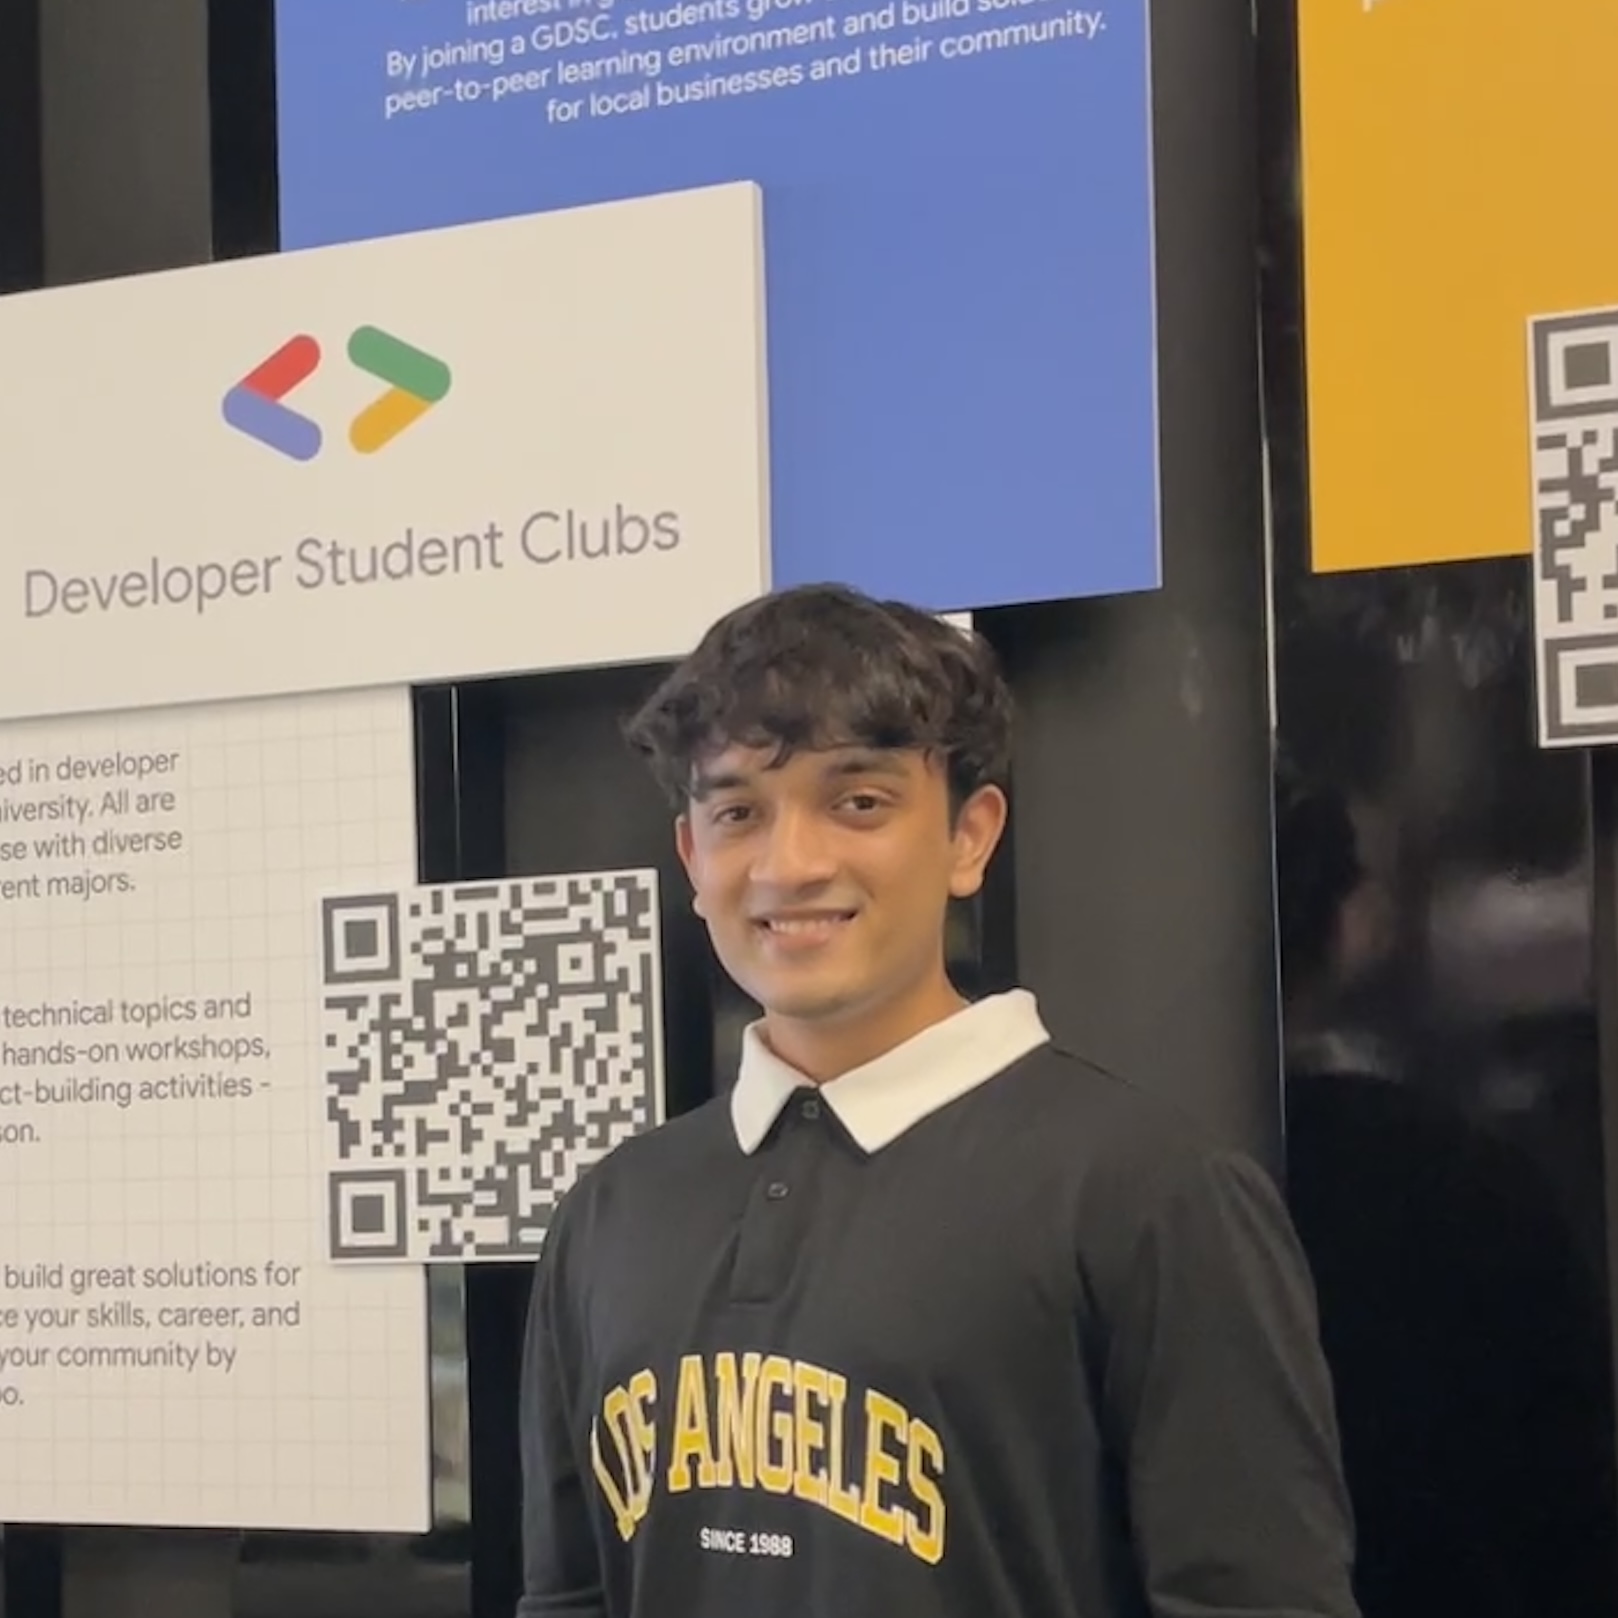 interest in
By joining a GDSC, students
peer-to-peer learning environment and build
for local businesses and their community.
Developer Student Clubs
ed in developer
iversity. All are
se with diverse
ent majors.
technical topics and
hands-on workshops,
ct-building activities -
son.
build great solutions for
ce your skills, career, and
your community by
o.
LOS ANGELES
SINCE 1988